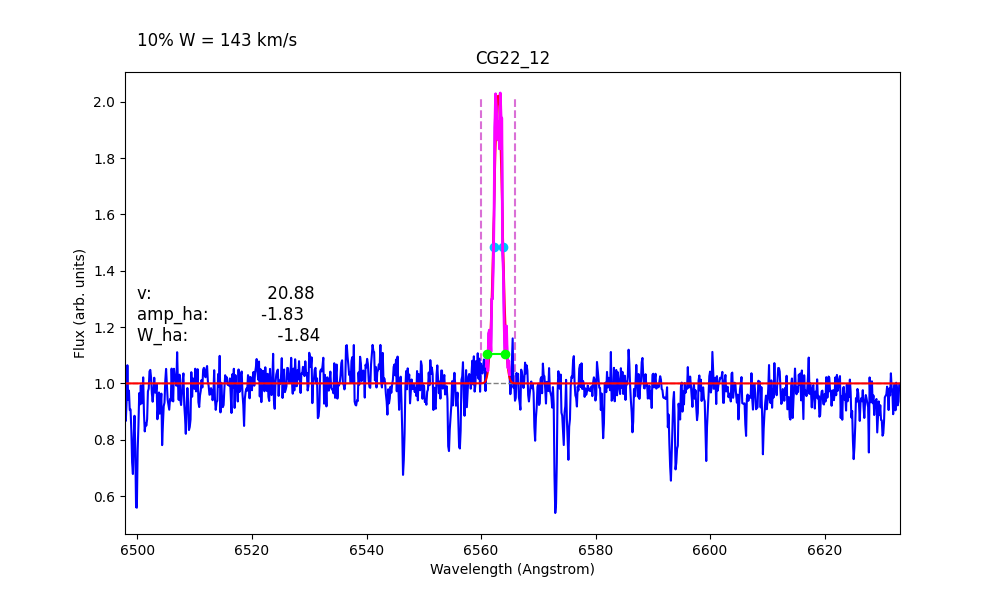 10% W = 143 km/s
CG22_12
2.0
1.8
1.6
1.4
1.2
1.0
0.8
0.6
Flux (arb. units)
v: 20.88
amp_ha: -1.83
W_ha: -1.84
6500 6520 6540 6560 6580 6600 6620
Wavelength (Angstrom)